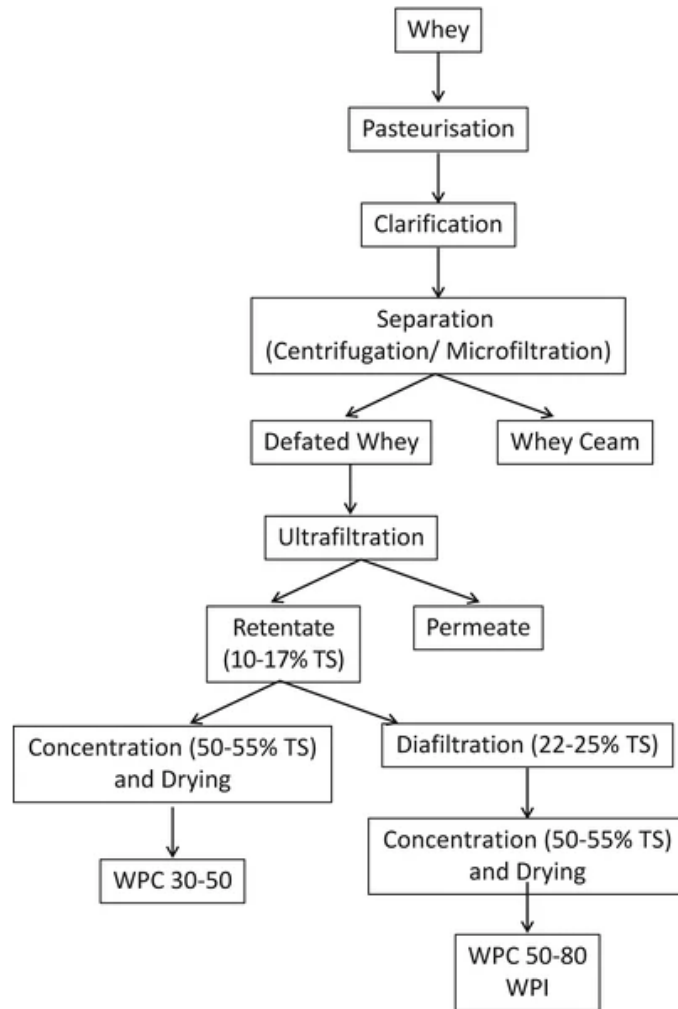 Whey
Pasteurisation
Clarification
Separation
(Centrifugation/ Microfiltration)
Defated Whey
Whey Ceam
Ultrafiltration
Retentate
(10-17% TS)
Permeate
Concentration (50-55% TS)
and Drying
Diafiltration (22-25% TS)
Concentration (50-55% TS)
and Drying
WPC 30-50
WPC 50-80
WPI